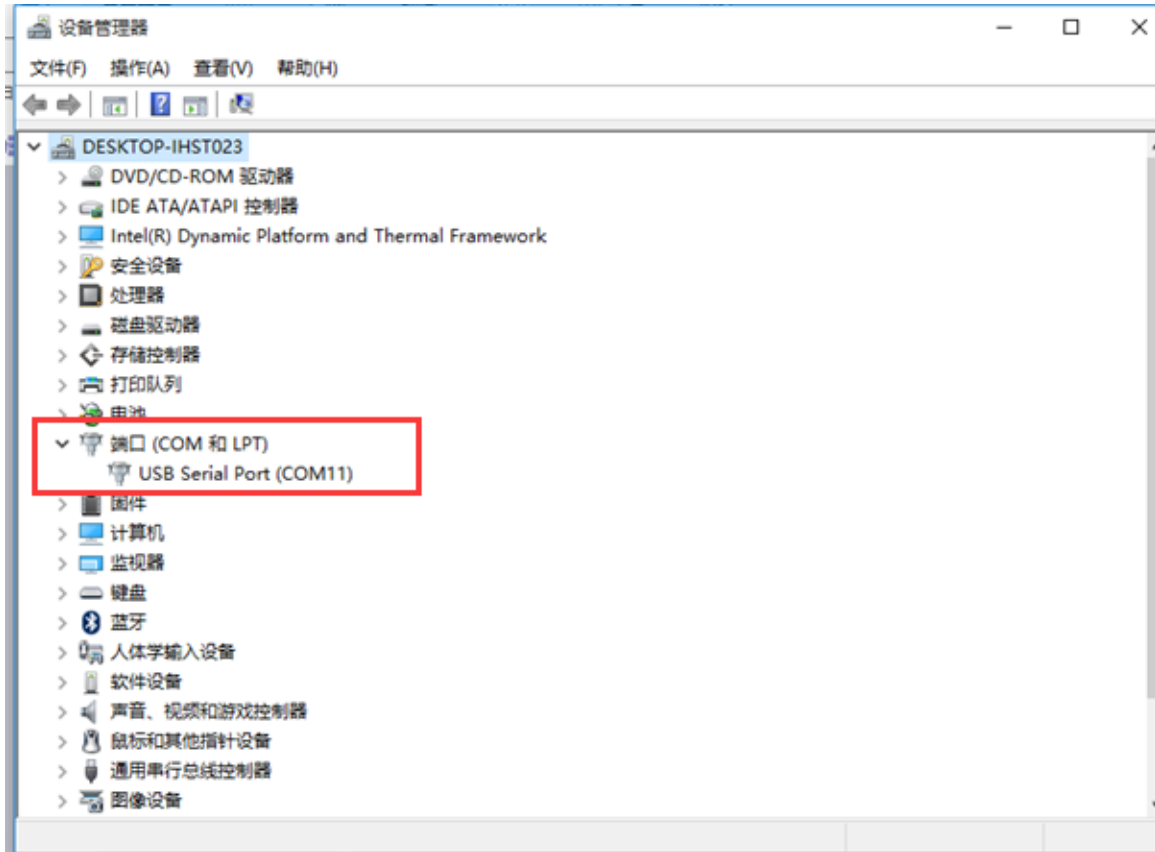 设备管理器
文件(F) 操作(A) 查看(V) 帮助(H)
DESKTOP-IHST023
DVD/CD-ROM 驱动器
IDE ATA/ATAPI 控制器
Intel(R) Dynamic Platform and Thermal Framework
安全设备
处理器
磁盘驱动器
存储控制器
打印队列
电池
端口 (COM 和 LPT)
USB Serial Port (COM11)
固件
计算机
监视器
键盘
蓝牙
人体学输入设备
软件设备
声音、视频和游戏控制器
鼠标和其他指针设备
通用串行总线控制器
图像设备